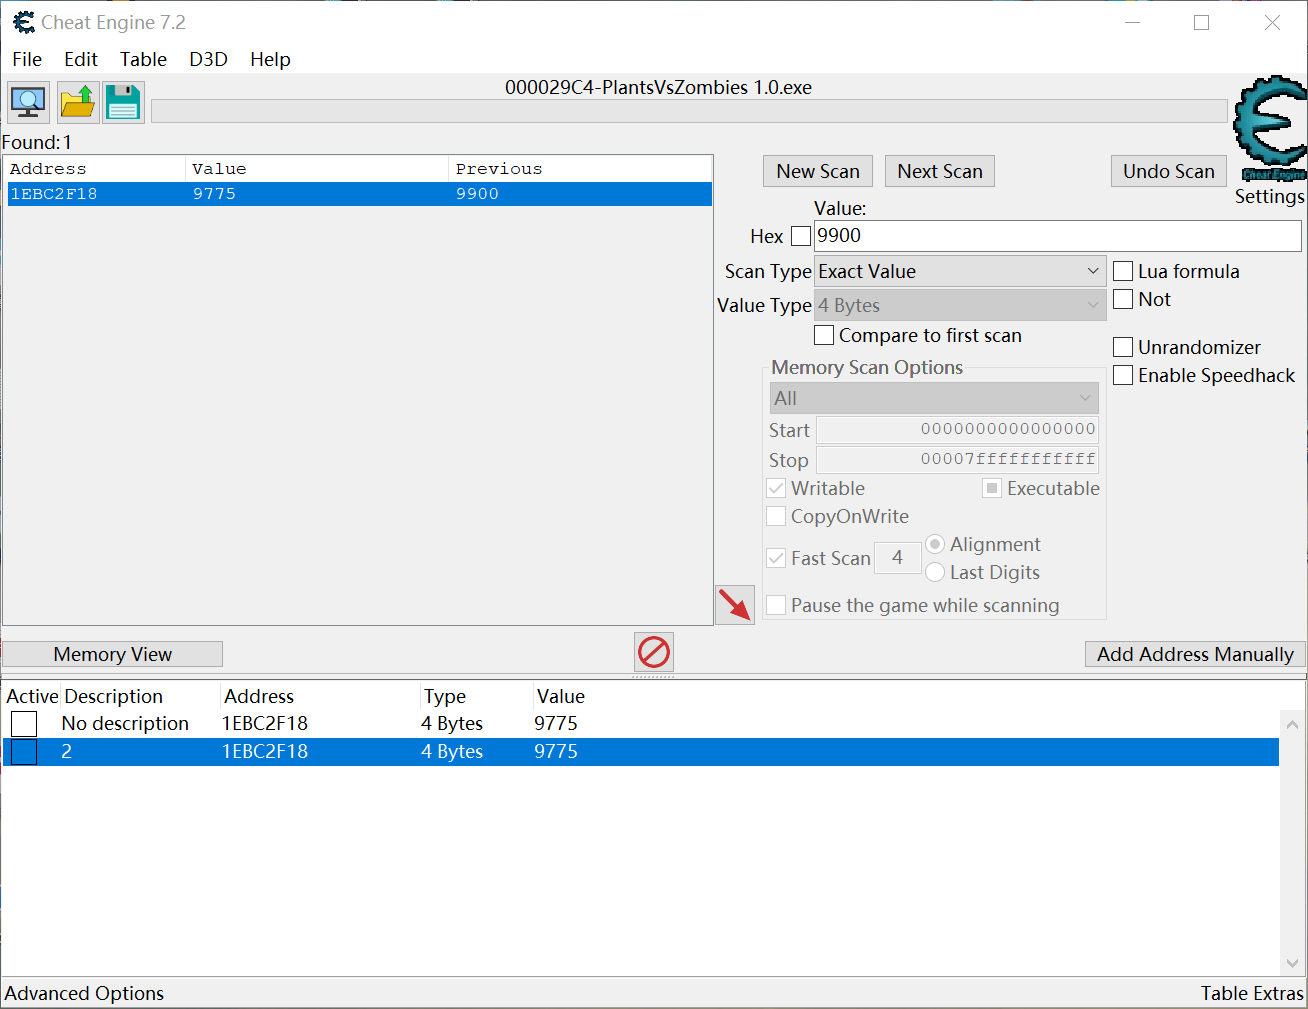 Cheat Engine 7.2
File Edit Table D3D Help
000029C4-PlantsVsZombies 1.0.exe
Found: 1
Address Value Previous
1EBC2F18 9775 9900
New Scan Next Scan Undo Scan
Cheat Engine
Settings
Value:
Hex 9900
Scan Type Exact Value Lua formula
Value Type 4 Bytes Not
Compare to first scan
Unrandomizer
Memory Scan Options
Enable Speedhack
All
Start 0000000000000000
Stop 00007fffffffffff
Writable Executable
CopyOnWrite
Fast Scan 4 Alignment
Last Digits
Pause the game while scanning
Memory View Add Address Manually
Active Description Address Type Value
No description 1EBC2F18 4 Bytes 9775
2 1EBC2F18 4 Bytes 9775
Advanced Options Table Extras